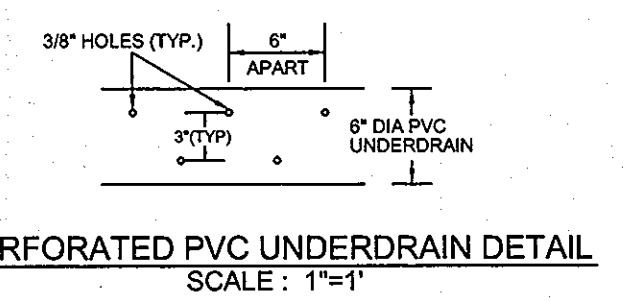 3/8" HOLES (TYP.)
6"
APART
3"(TYP)
6" DIA PVC
UNDERDRAIN
RFORATED PVC UNDERDRAIN DETAIL
SCALE : 1"=1'